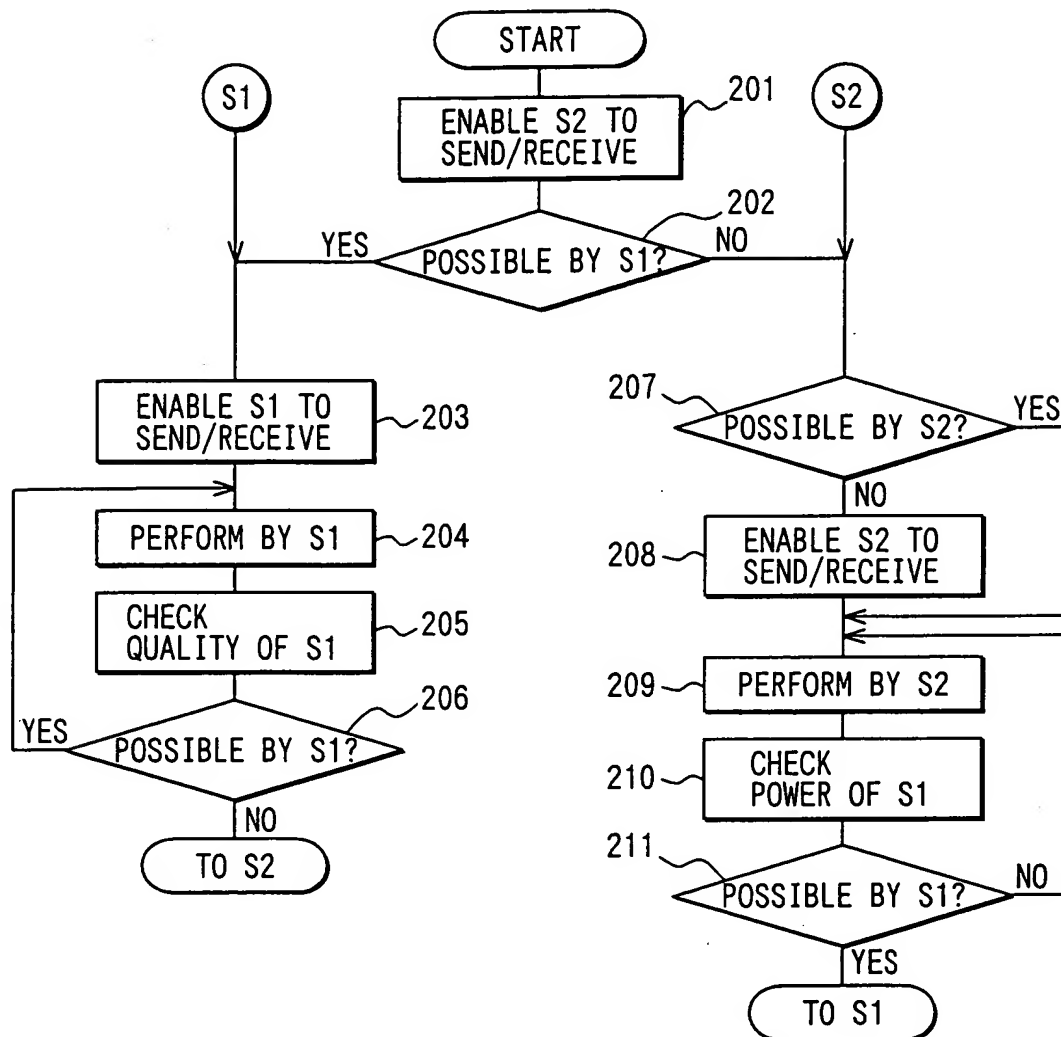 START
S1
201
S2
ENABLE S2 TO
SEND/RECEIVE
202
YES
POSSIBLE BY S1?
NO
ENABLE S1 TO
SEND/RECEIVE
203
PERFORM BY S1
204
CHECK
QUALITY OF S1
205
206
YES
POSSIBLE BY S1?
NO
TO S2
207
POSSIBLE BY S2?
YES
NO
208
ENABLE S2 TO
SEND/RECEIVE
209
PERFORM BY S2
210
CHECK
POWER OF S1
211
POSSIBLE BY S1?
NO
YES
TO S1